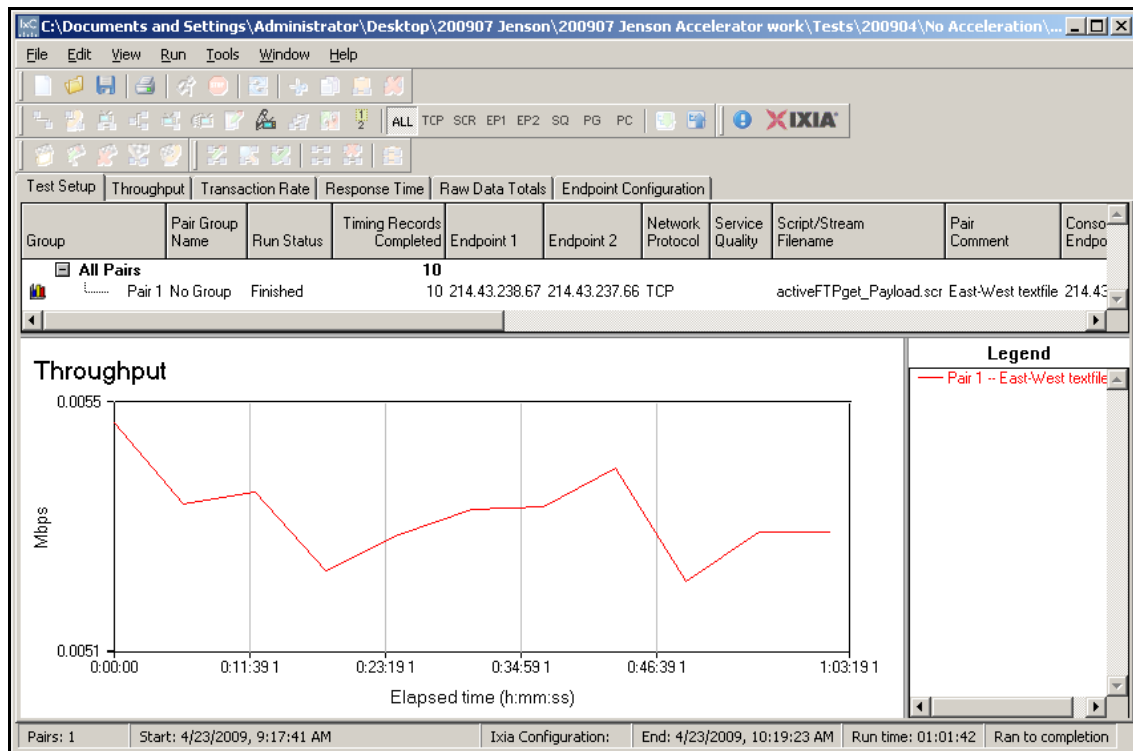 IxC C:\Documents and Settings\Administrator\Desktop\200907 Jenson\200907 Jenson Accelerator work\Tests\200904\No Acceleration\...
File Edit View Run Tools Window Help
1 2 ALL TCP SCR EP1 EP2 SQ PG PC XIXIA
Test Setup Throughput Transaction Rate Response Time Raw Data Totals Endpoint Configuration
Group Pair Group Name Run Status Timing Records Completed Endpoint 1 Endpoint 2 Network Protocol Service Quality Script/Stream Filename Pair Comment Conso Endpo
All Pairs 10
Pair 1 No Group Finished 10 214.43.238.67 214.43.237.66 TCP activeFTPget_Payload.scr East-West textfile 214.43
Throughput
0.0055
Mbps
0.0051
0:00:00 0:11:39 1 0:23:19 1 0:34:59 1 0:46:39 1 1:03:19 1
Elapsed time (h:mm:ss)
Legend
Pair 1 -- East-West textfile
Pairs: 1 Start: 4/23/2009, 9:17:41 AM Ixia Configuration: End: 4/23/2009, 10:19:23 AM Run time: 01:01:42 Ran to completion